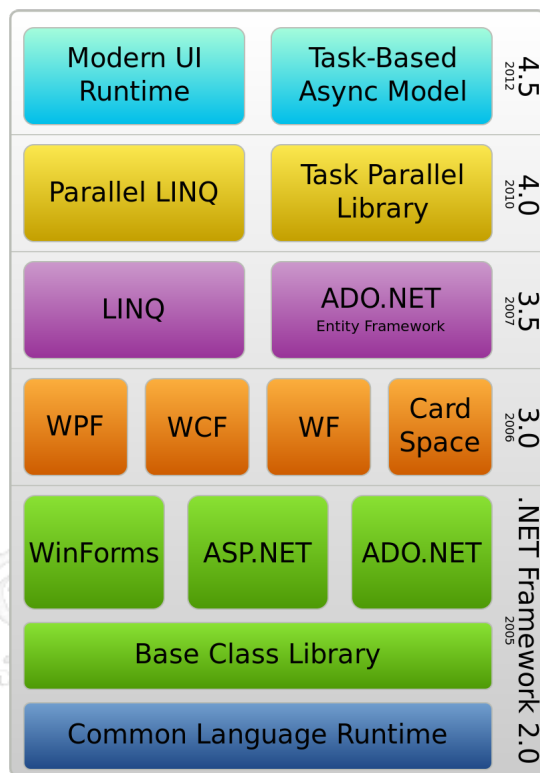 Modern UI
Runtime
Task-Based
Async Model
4.5
2012
Parallel LINQ
Task Parallel
Library
4.0
2010
LINQ
ADO.NET
Entity Framework
3.5
2007
WPF
WCF
WF
Card
Space
3.0
2006
WinForms
ASP.NET
ADO.NET
.NET Framework 2.0
2005
Base Class Library
Common Language Runtime